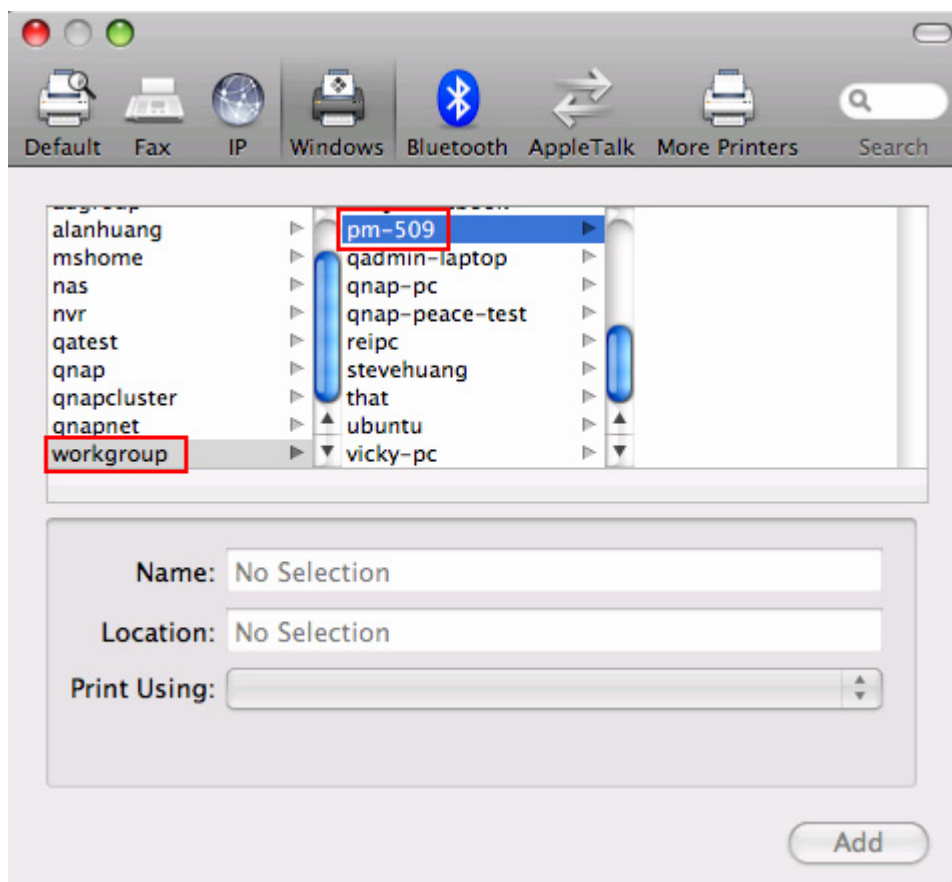 Default Fax IP Windows Bluetooth AppleTalk More Printers Search
alanhuang pm-509
mshome qadmin-laptop
nas qnap-pc
nvr qnap-peace-test
qatest reipc
qnap stevehuang
qnapcluster that
qnapnet ubuntu
workgroup vicky-pc
Name: No Selection
Location: No Selection
Print Using:
Add